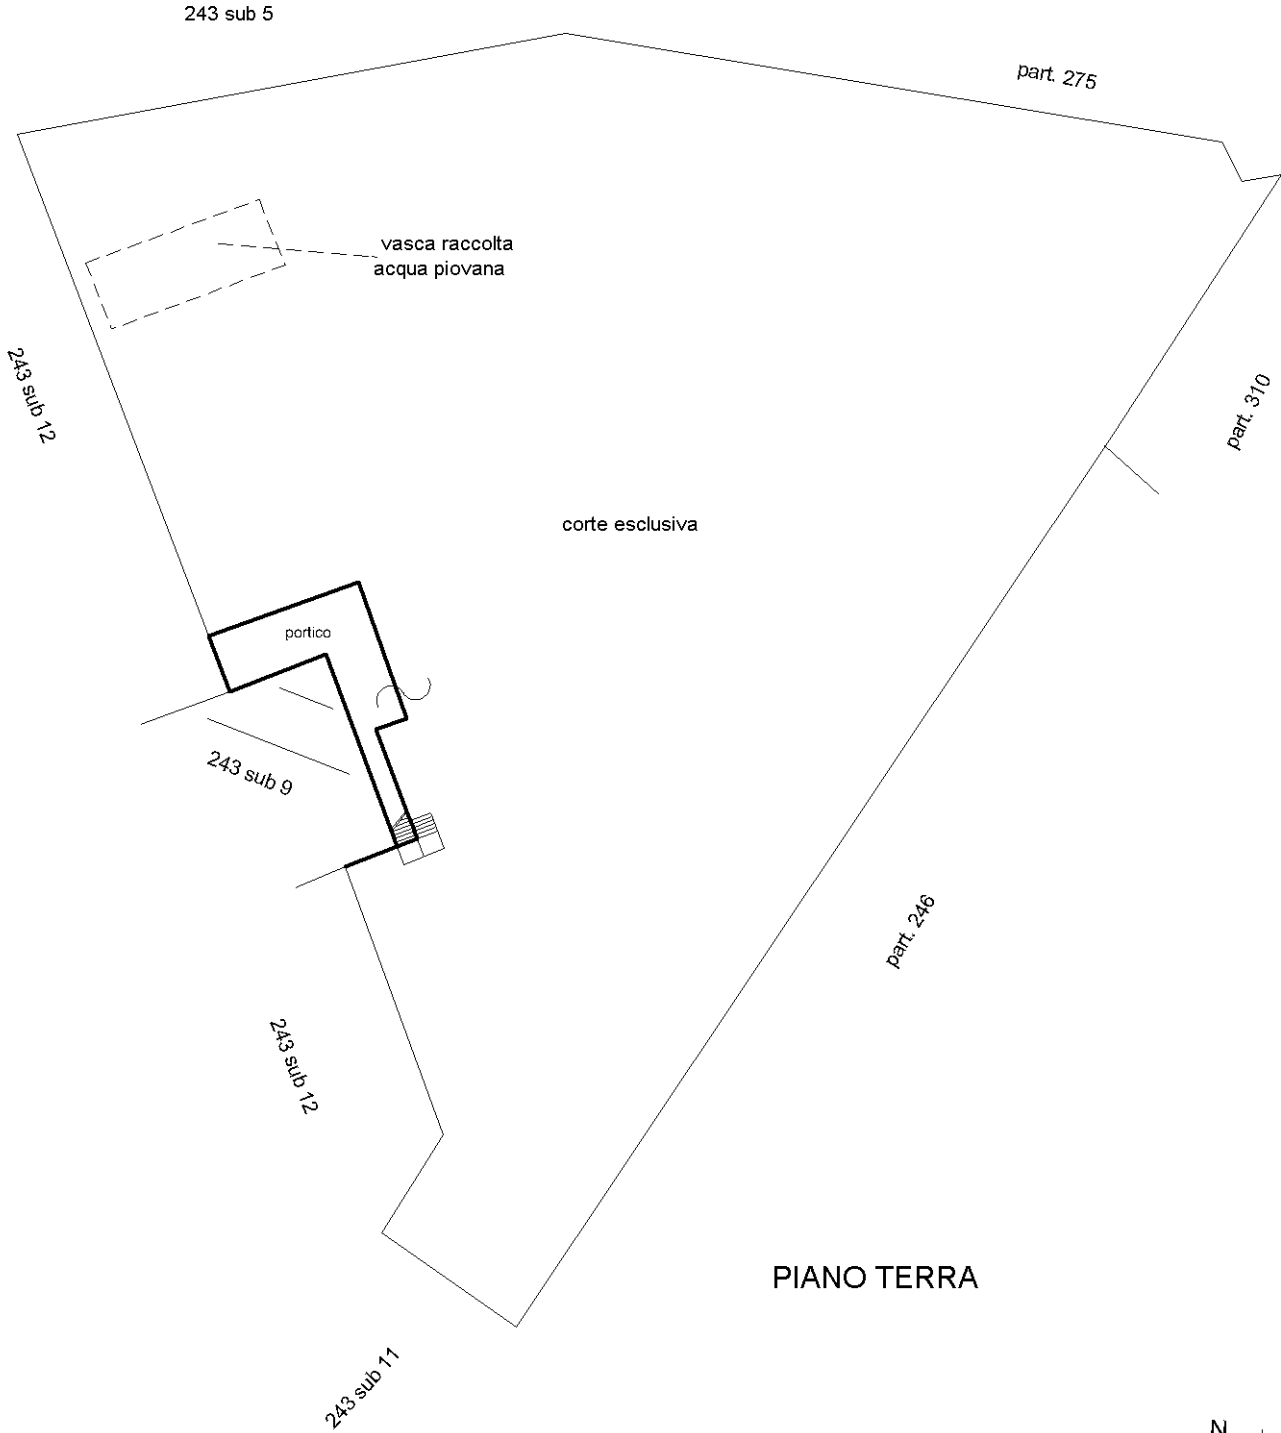 243 sub 5
part. 275
vasca raccolta
acqua piovana
243 sub 12
part. 310
corte esclusiva
portico
243 sub 9
part. 246
243 sub 12
PIANO TERRA
243 sub 11
N